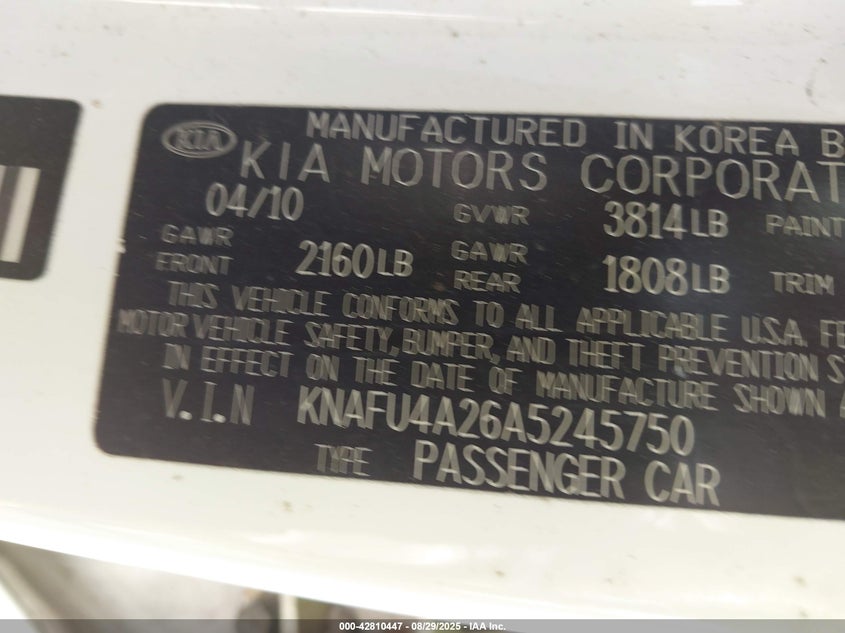 MANUFACTURED IN KOREA B
KIA KIA MOTORS CORPORAT
04/10 GVWR 3814LB PAINT
GAWR FRONT 2160LB GAWR REAR 1808LB TRIM
THIS VEHICLE CONFORMS TO ALL APPLICABLE U.S.A. FE
MOTOR VEHICLE SAFETY, BUMPER, AND THEFT PREVENTION S
IN EFFECT ON THE DATE OF MANUFACTURE SHOWN A
V.I.N KNAFU4A26A5245750
TYPE PASSENGER CAR
000-42810447 - 08/29/2025 - IAA Inc.